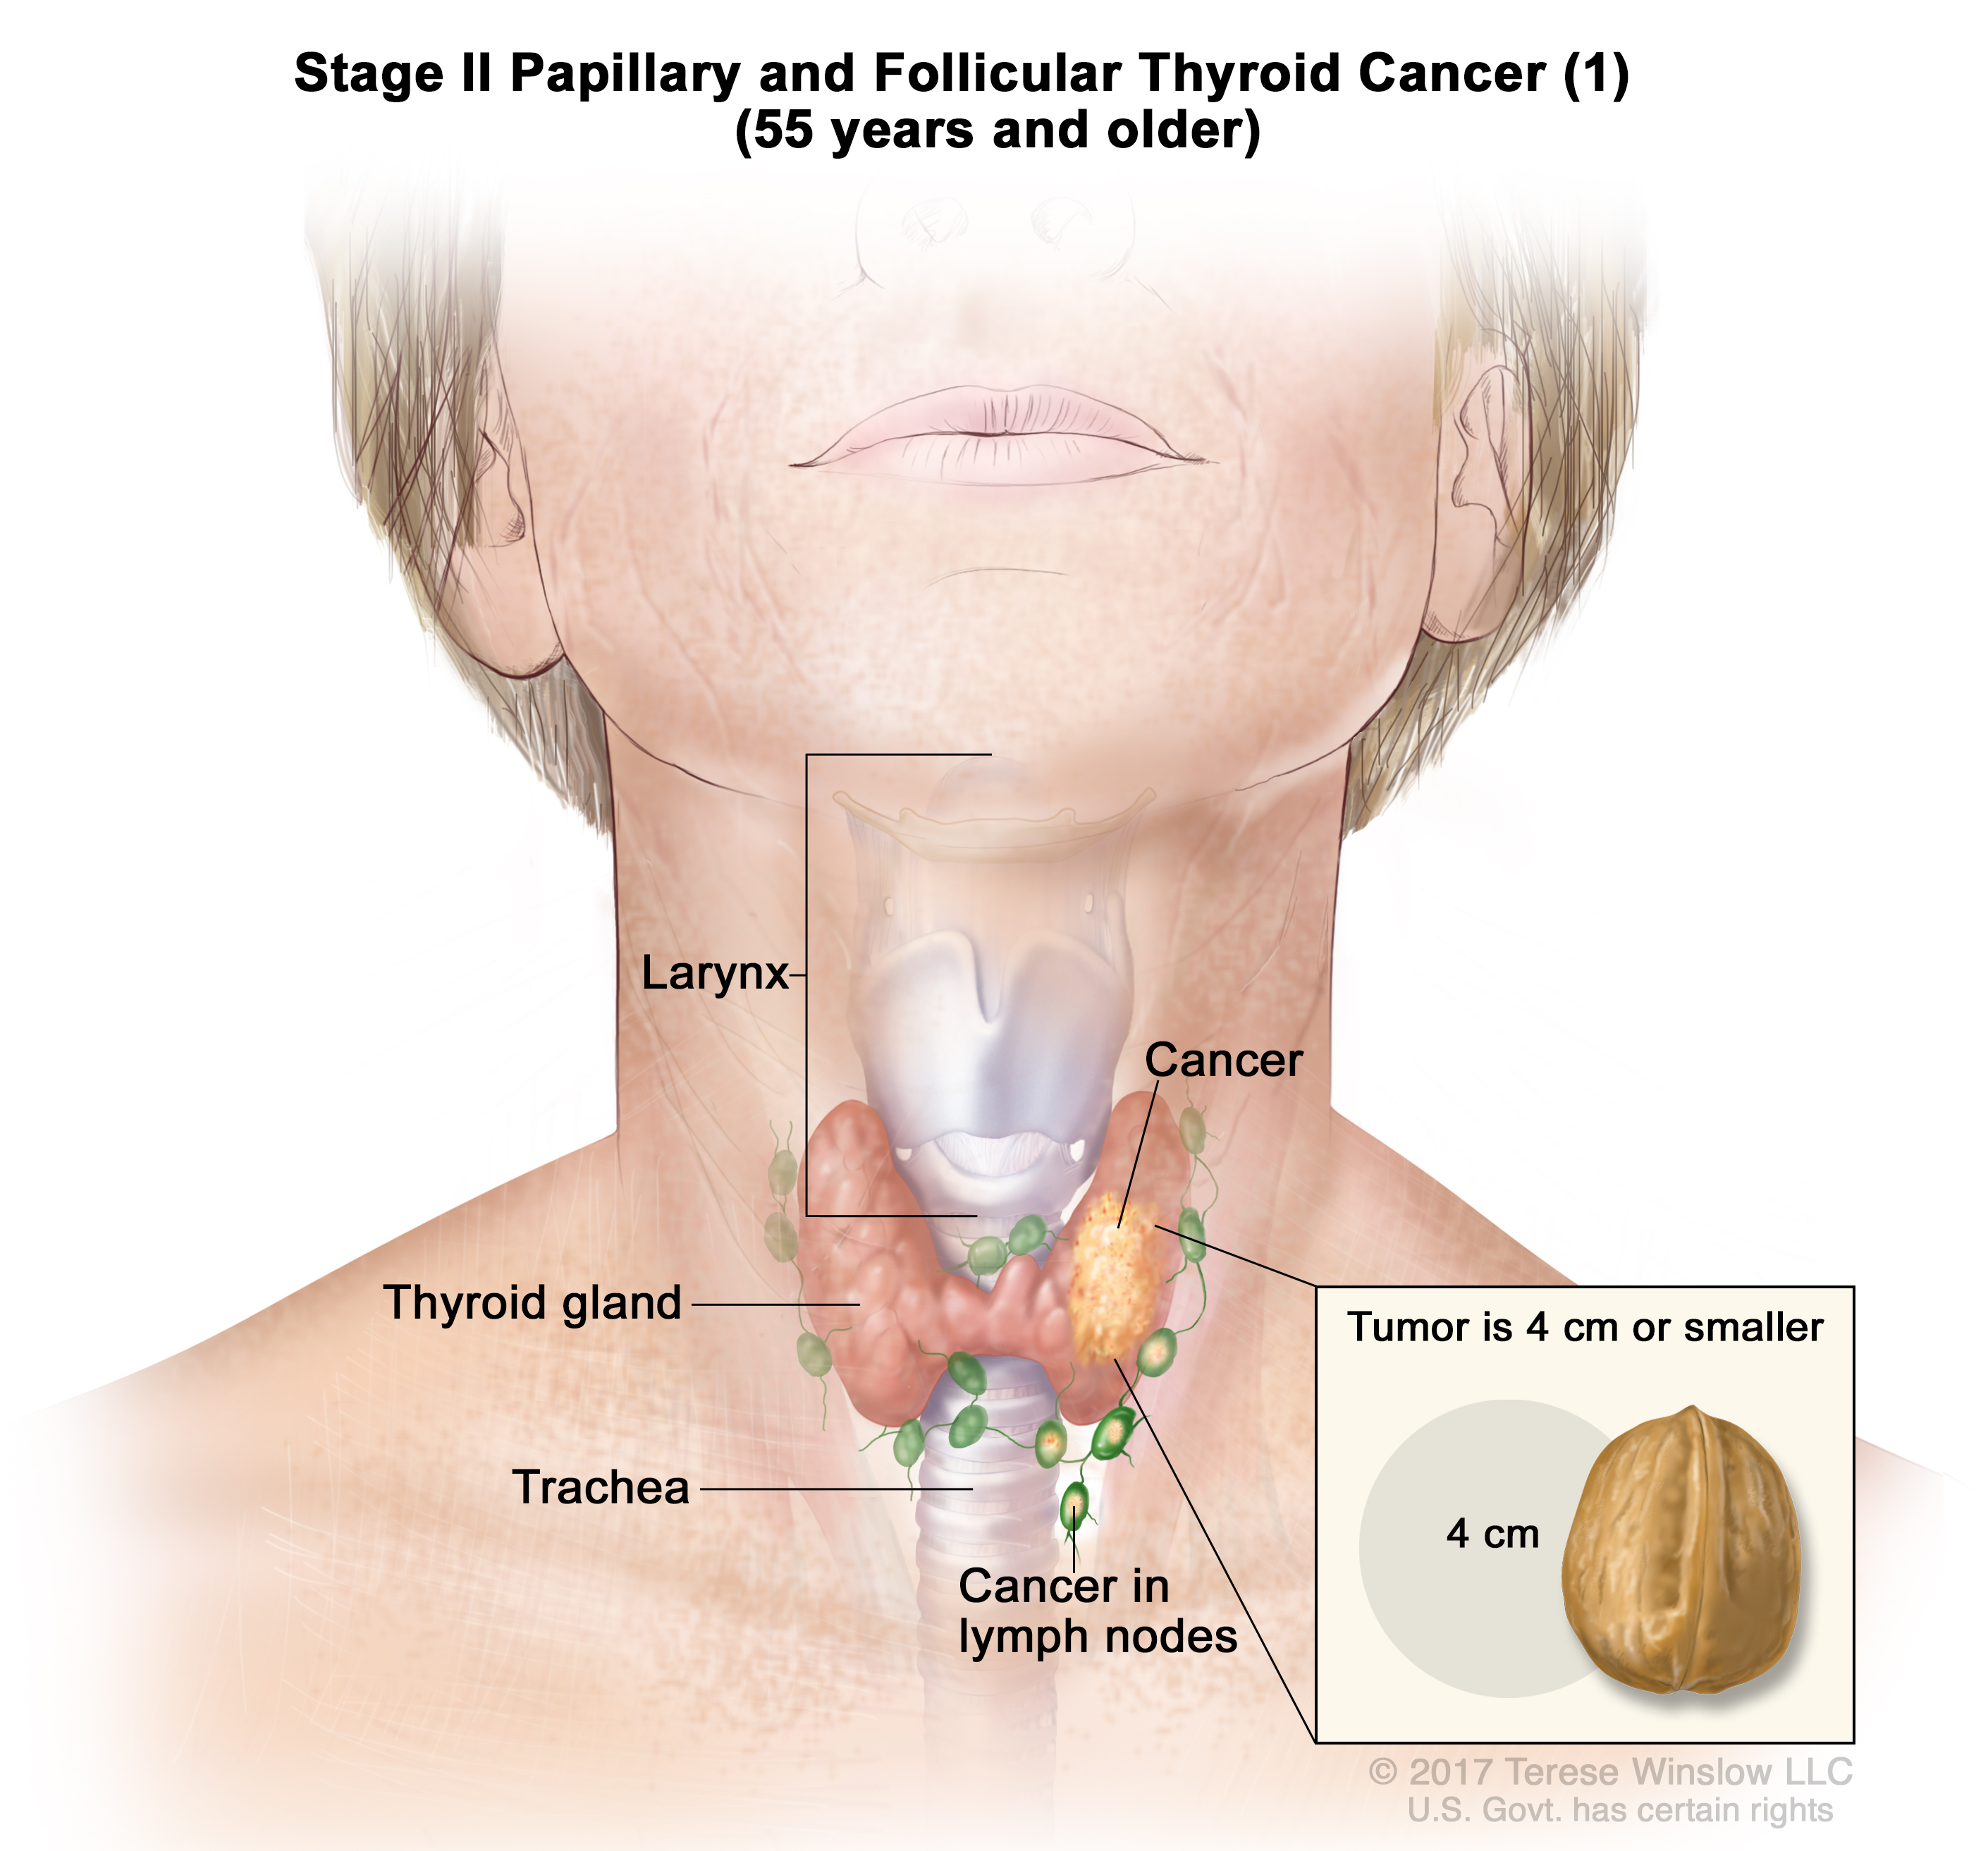 Stage II Papillary and Follicular Thyroid Cancer (1)
(55 years and older)
Larynx
Cancer
Thyroid gland
Tumor is 4 cm or smaller
Trachea
4 cm
Cancer in
lymph nodes
© 2017 Terese Winslow LLC
U.S. Govt. has certain rights